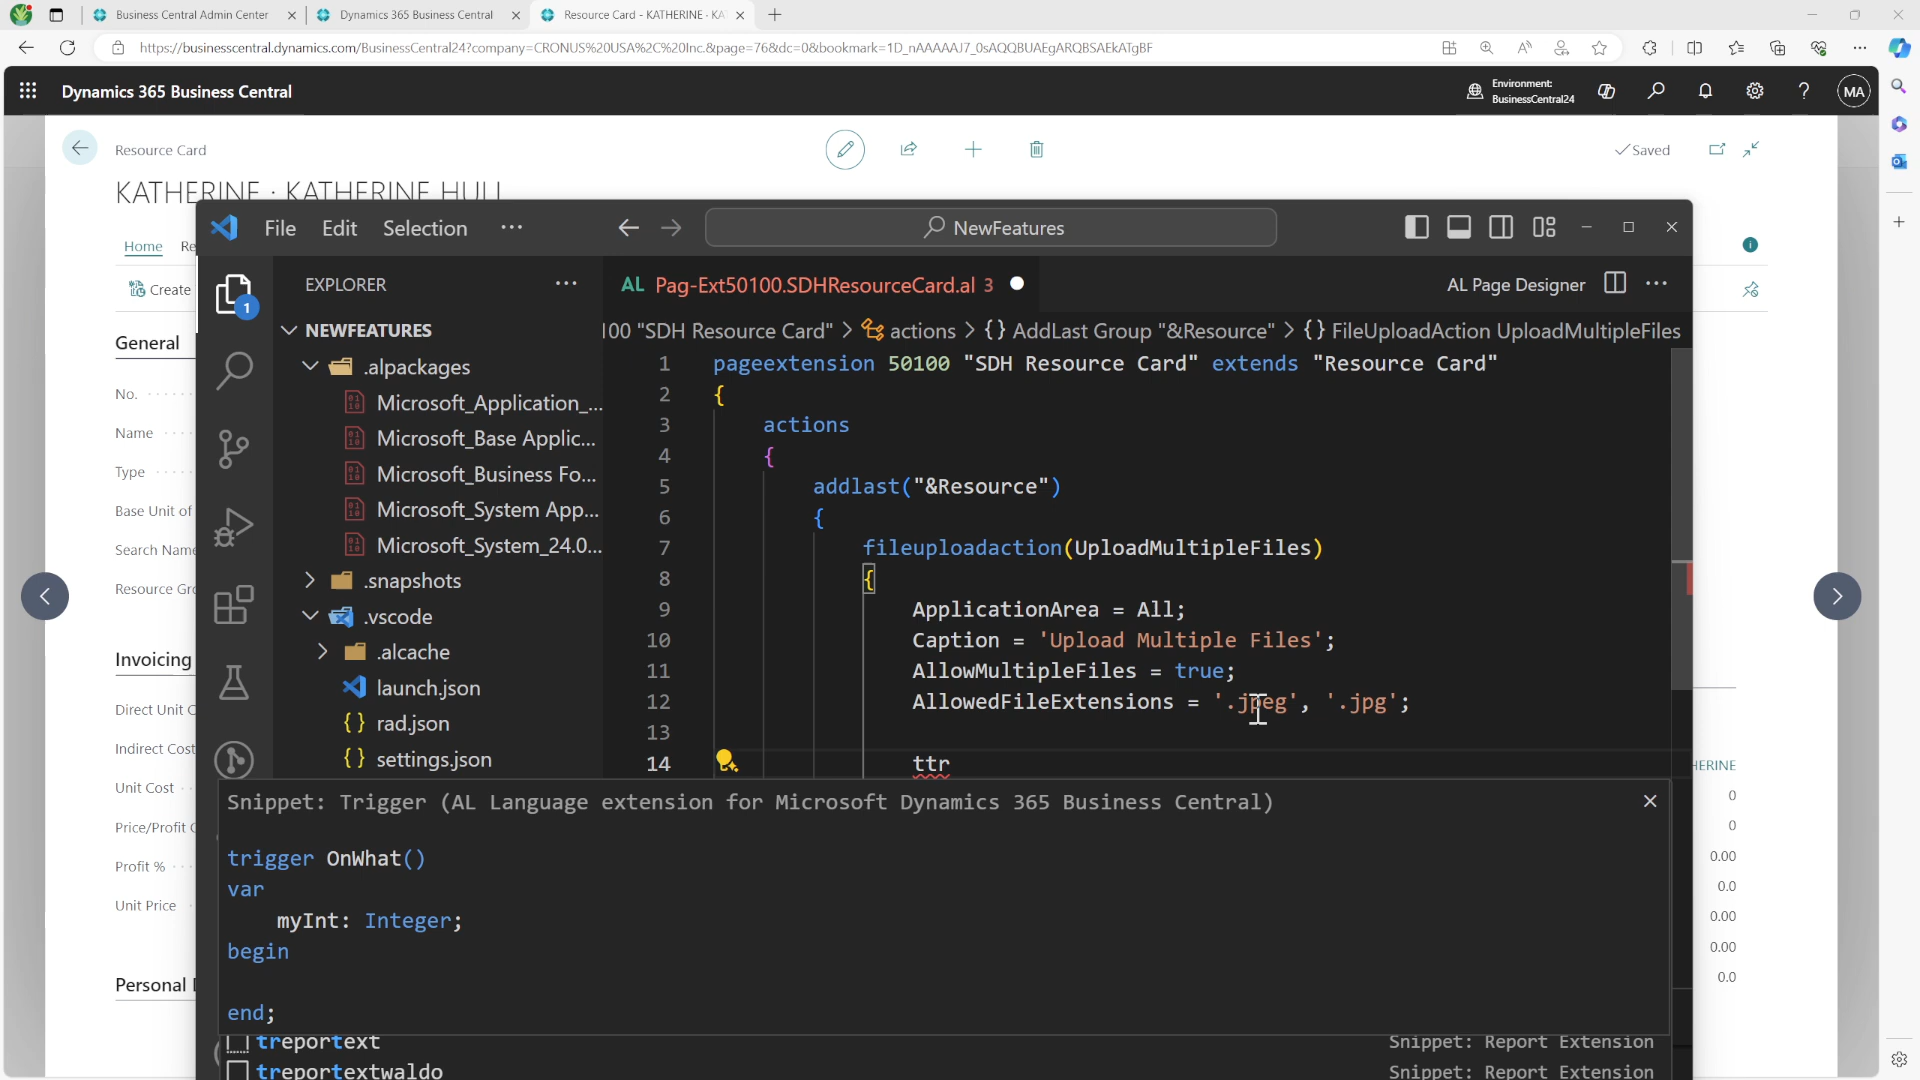 Business Central Admin Center
Dynamics 365 Business Central
Resource Card - KATHERINE · KA
https://businesscentral.dynamics.com/BusinessCentral24?company=CRONUS%20USA%2C%20Inc.&page=76&dc=0&bookmark=1D_nAAAAAJ7_0sAQQBUAEgARQBSAEkATgBF
Dynamics 365 Business Central
Environment:
BusinessCentral24
MA
Resource Card
Saved
KATHERINE · KATHERINE HULL
Home
Re
Create
General
No.
Name
Type
Base Unit of
Search Name
Resource Gro
Invoicing
Direct Unit C
Indirect Cost
Unit Cost
Price/Profit C
Profit %
Unit Price
Personal
File Edit Selection ···
NewFeatures
EXPLORER
NEWFEATURES
.alpackages
Microsoft_Application_...
Microsoft_Base Applic...
Microsoft_Business Fo...
Microsoft_System App...
Microsoft_System_24.0...
.snapshots
.vscode
.alcache
launch.json
rad.json
settings.json
1
AL Pag-Ext50100.SDHResourceCard.al 3
AL Page Designer
100 "SDH Resource Card" > actions > {} AddLast Group "&Resource" > {} FileUploadAction UploadMultipleFiles
1 pageextension 50100 "SDH Resource Card" extends "Resource Card"
2 {
3 actions
4 {
5 addlast("&Resource")
6 {
7 fileuploadaction(UploadMultipleFiles)
8 {
9 ApplicationArea = All;
10 Caption = 'Upload Multiple Files';
11 AllowMultipleFiles = true;
12 AllowedFileExtensions = '.jpeg', '.jpg';
13
14 ttr
Snippet: Trigger (AL Language extension for Microsoft Dynamics 365 Business Central)
trigger OnWhat()
var
myInt: Integer;
begin
end;
treportext Snippet: Report Extension
treportextwaldo Snippet: Report Extension
HERINE
0
0
0.00
0.0
0.00
0.00
0.0